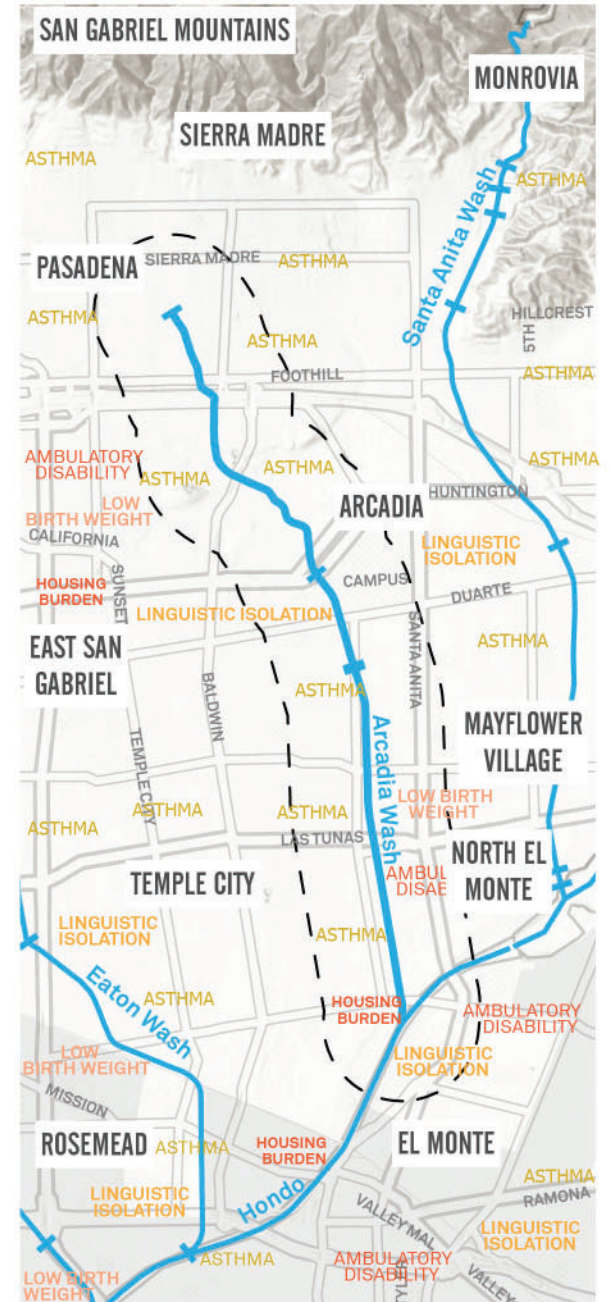 SAN GABRIEL MOUNTAINS
MONROVIA
SIERRA MADRE
ASTHMA
ASTHMA
Santa Anita Wash
PASADENA
SIERRA MADRE
ASTHMA
ASTHMA
HILLCREST
5TH
ASTHMA
FOOTHILL
ASTHMA
AMBULATORY
DISABILITY
ASTHMA
ASTHMA
ASTHMA
LOW
BIRTH WEIGHT
ARCADIA
HUNTINGTON
CALIFORNIA
LINGUISTIC
ISOLATION
HOUSING
BURDEN
SUNSET
CAMPUS
DUARTE
LINGUISTIC ISOLATION
SANTA ANITA
EAST SAN
GABRIEL
ASTHMA
BALDWIN
ASTHMA
Arcadia Wash
MAYFLOWER
VILLAGE
TEMPLE CITY
LOW BIRTH
WEIGHT
ASTHMA
ASTHMA
ASTHMA
LAS TUNAS
NORTH EL
MONTE
TEMPLE CITY
LINGUISTIC
ISOLATION
ASTHMA
Eaton Wash
ASTHMA
HOUSING
BURDEN
AMBULATORY
DISABILITY
LOW
BIRTH WEIGHT
LINGUISTIC
ISOLATION
MISSION
ROSEMEAD
ASTHMA
HOUSING
BURDEN
EL MONTE
ASTHMA
LINGUISTIC
ISOLATION
Hondo
RAMONA
VALLEY MAL
LINGUISTIC
ISOLATION
ASTHMA
AMBULATORY
DISABILITY
VALLEY
LOW BIRTH
WEIGHT